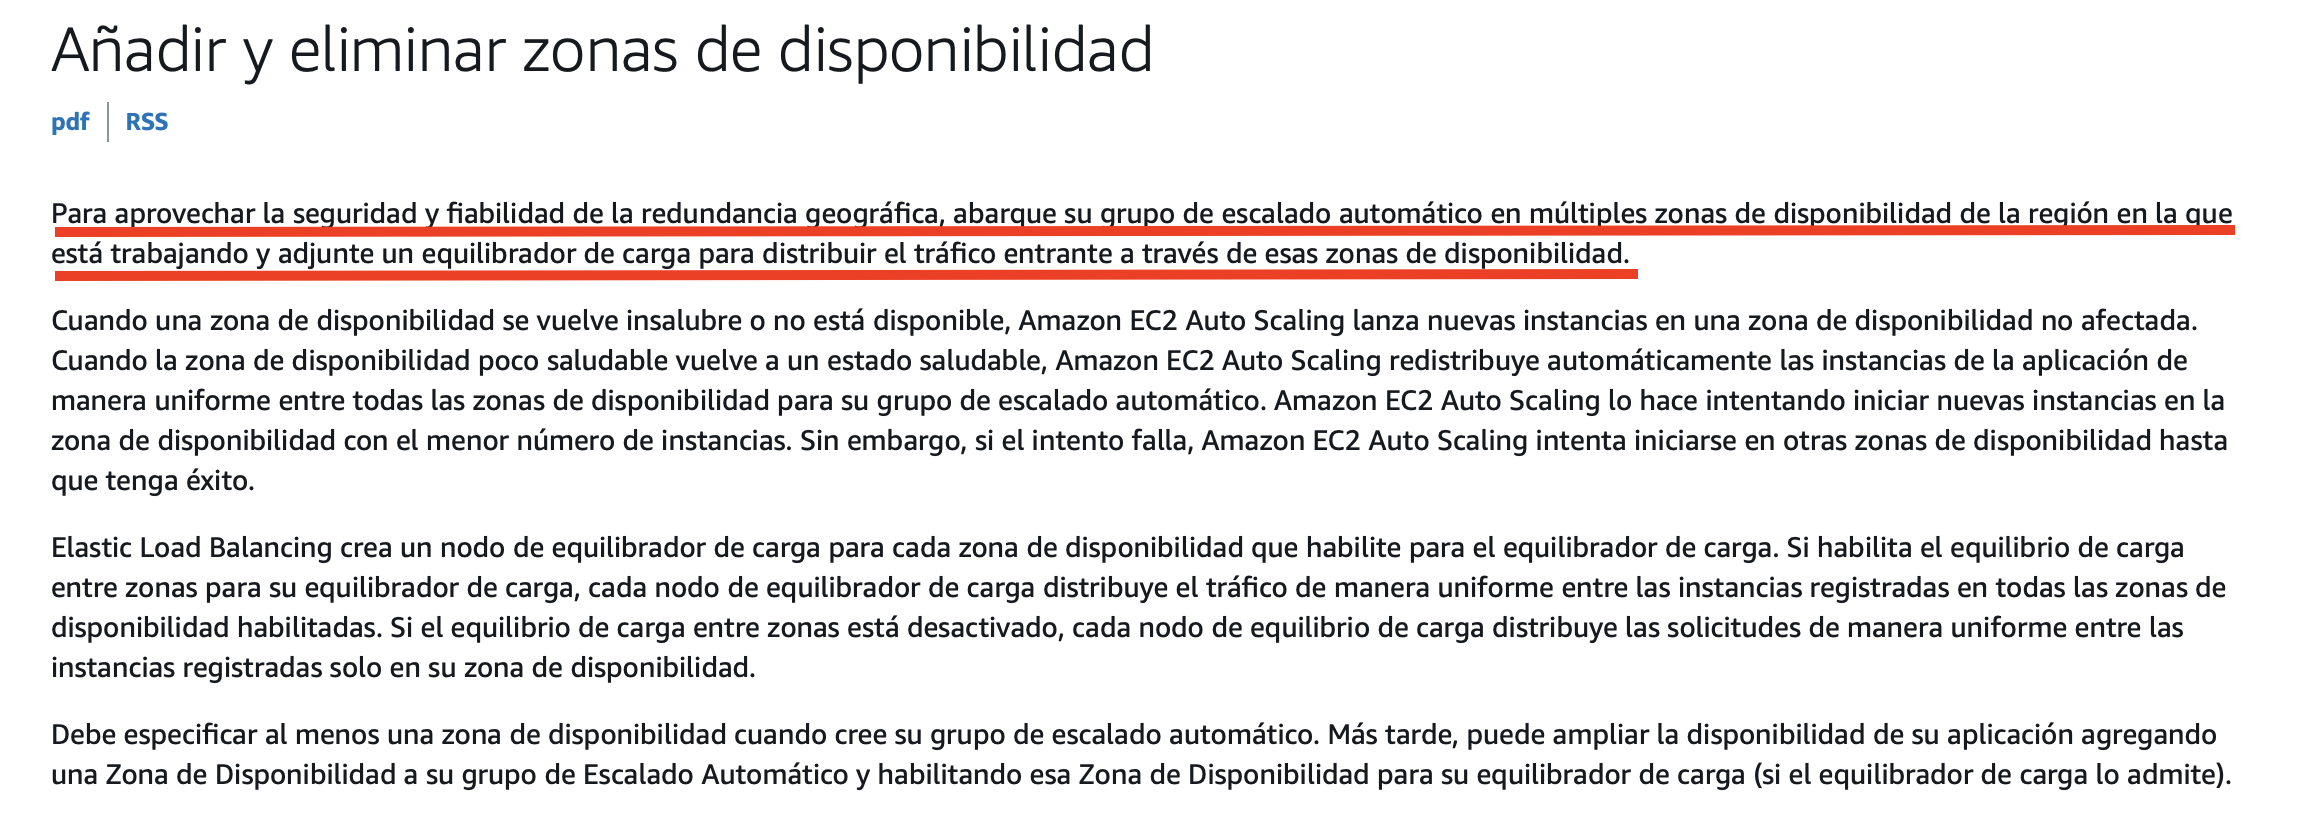 Añadir y eliminar zonas de disponibilidad
pdf RSS
Para aprovechar la seguridad y fiabilidad de la redundancia geográfica, abarque su grupo de escalado automático en múltiples zonas de disponibilidad de la región en la que
está trabajando y adjunte un equilibrador de carga para distribuir el tráfico entrante a través de esas zonas de disponibilidad.
Cuando una zona de disponibilidad se vuelve insalubre o no está disponible, Amazon EC2 Auto Scaling lanza nuevas instancias en una zona de disponibilidad no afectada.
Cuando la zona de disponibilidad poco saludable vuelve a un estado saludable, Amazon EC2 Auto Scaling redistribuye automáticamente las instancias de la aplicación de
manera uniforme entre todas las zonas de disponibilidad para su grupo de escalado automático. Amazon EC2 Auto Scaling lo hace intentando iniciar nuevas instancias en la
zona de disponibilidad con el menor número de instancias. Sin embargo, si el intento falla, Amazon EC2 Auto Scaling intenta iniciarse en otras zonas de disponibilidad hasta
que tenga éxito.
Elastic Load Balancing crea un nodo de equilibrador de carga para cada zona de disponibilidad que habilite para el equilibrador de carga. Si habilita el equilibrio de carga
entre zonas para su equilibrador de carga, cada nodo de equilibrador de carga distribuye el tráfico de manera uniforme entre las instancias registradas en todas las zonas de
disponibilidad habilitadas. Si el equilibrio de carga entre zonas está desactivado, cada nodo de equilibrio de carga distribuye las solicitudes de manera uniforme entre las
instancias registradas solo en su zona de disponibilidad.
Debe especificar al menos una zona de disponibilidad cuando cree su grupo de escalado automático. Más tarde, puede ampliar la disponibilidad de su aplicación agregando
una Zona de Disponibilidad a su grupo de Escalado Automático y habilitando esa Zona de Disponibilidad para su equilibrador de carga (si el equilibrador de carga lo admite).